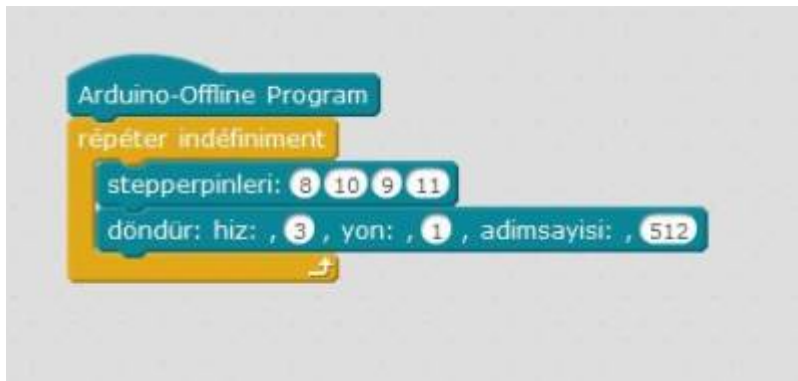 Arduino-Offline Program
répéter indéfiniment
stepperpinleri: 8 10 9 11
döndür: hiz: , 3 , yon: , 1 , adimsayisi: , 512